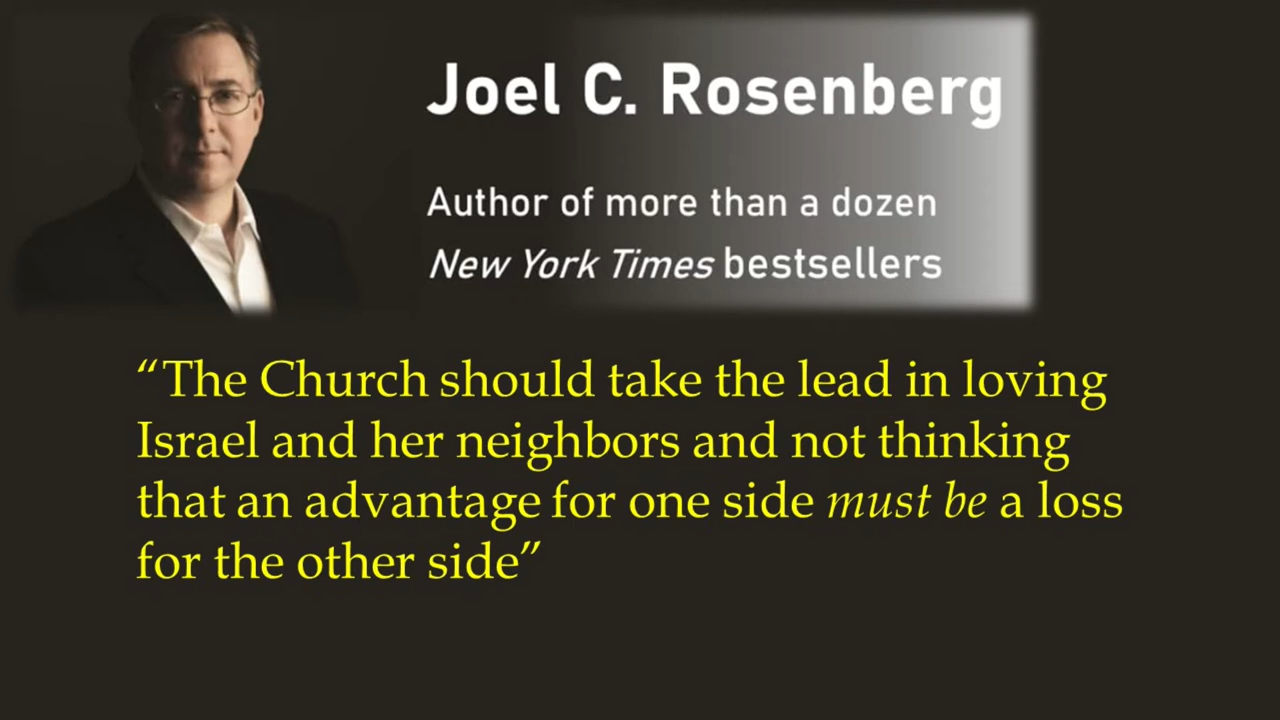 Joel C. Rosenberg
Author of more than a dozen
New York Times bestsellers
“The Church should take the lead in loving
Israel and her neighbors and not thinking
that an advantage for one side must be a loss
for the other side”